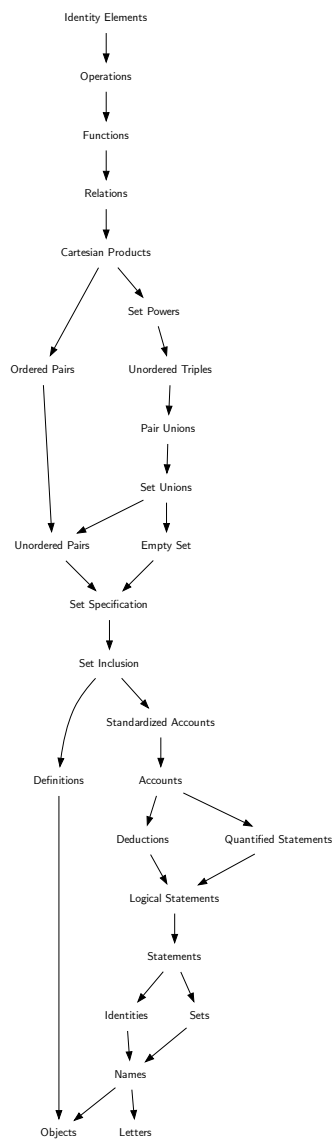 Identity Elements
Operations
Functions
Relations
Cartesian Products
Set Powers
Ordered Pairs
Unordered Triples
Pair Unions
Set Unions
Unordered Pairs
Empty Set
Set Specification
Set Inclusion
Standardized Accounts
Definitions
Accounts
Deductions
Quantified Statements
Logical Statements
Statements
Identities
Sets
Names
Objects
Letters